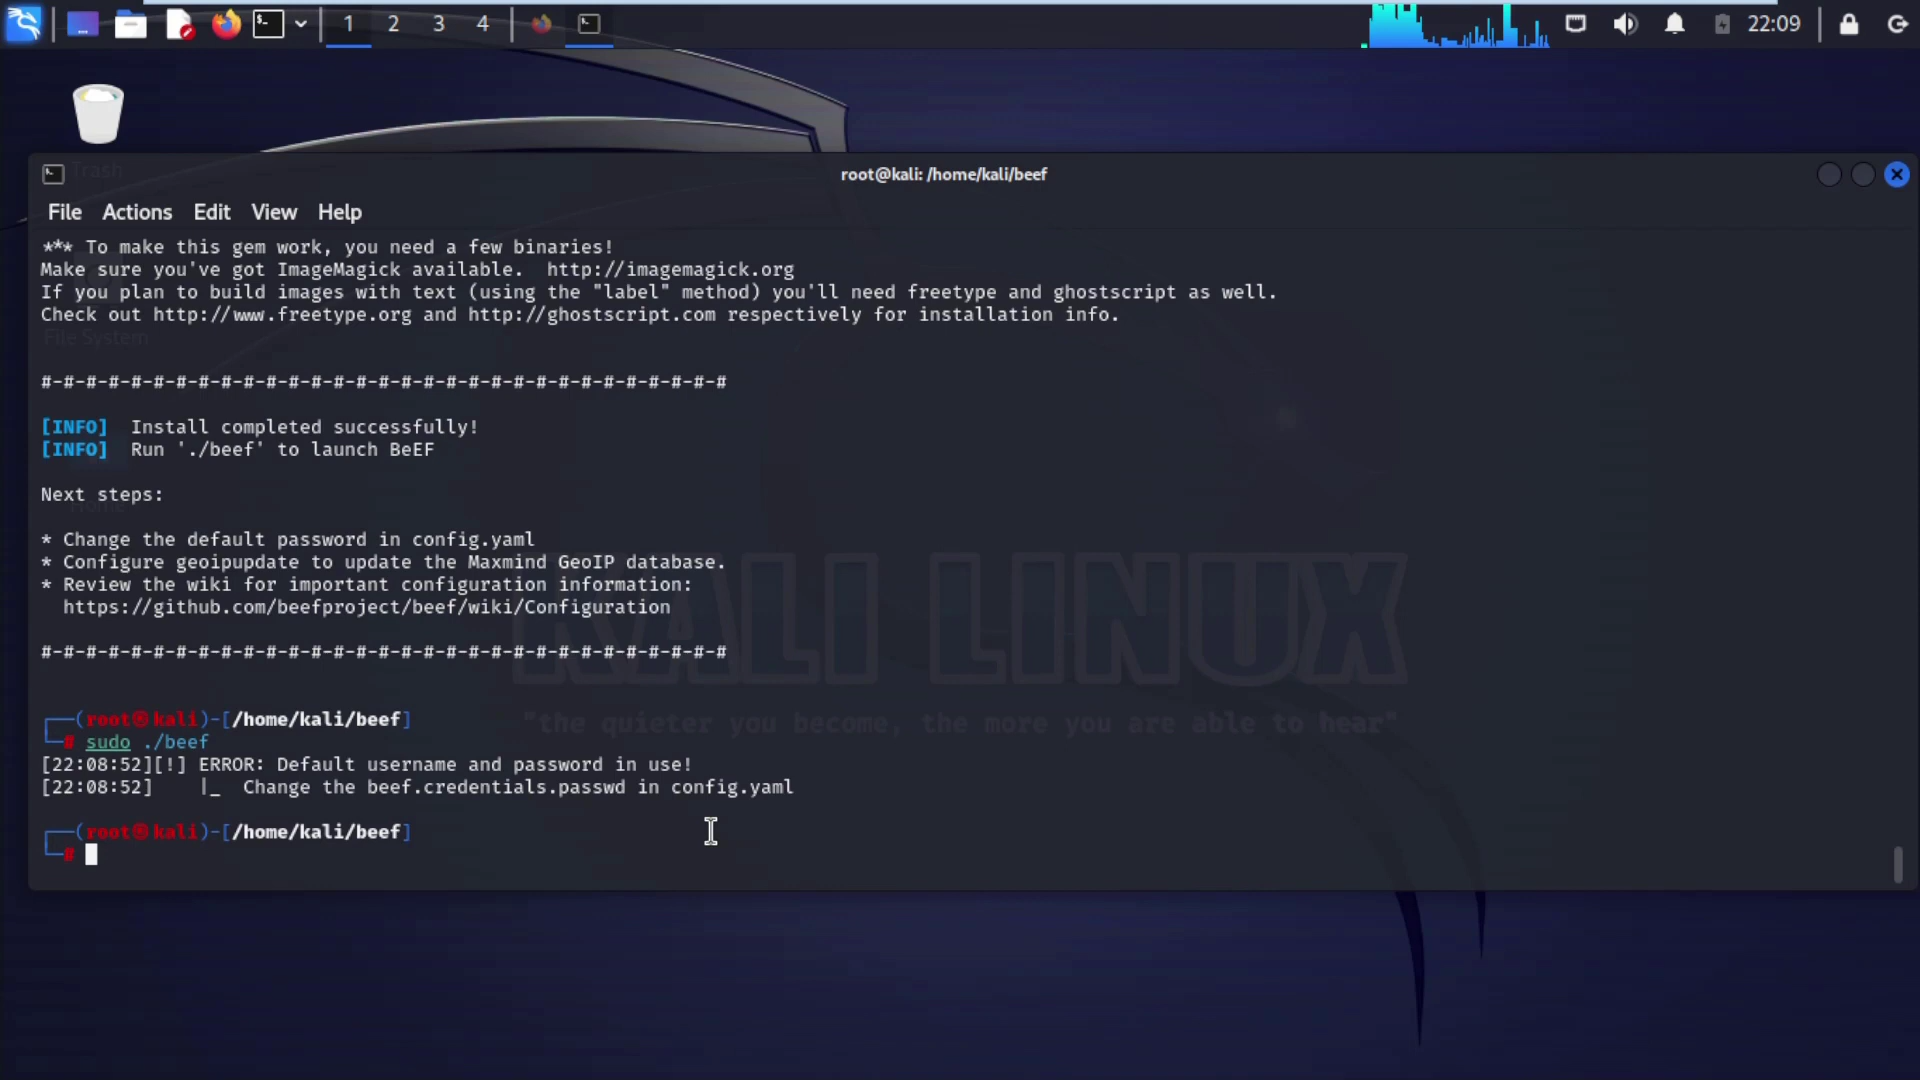 1 2 3 4 22:09
Trash
root@kali: /home/kali/beef
File Actions Edit View Help
*** To make this gem work, you need a few binaries!
Make sure you've got ImageMagick available.  http://imagemagick.org
If you plan to build images with text (using the "label" method) you'll need freetype and ghostscript as well.
Check out http://www.freetype.org and http://ghostscript.com respectively for installation info.
File System
#-#-#-#-#-#-#-#-#-#-#-#-#-#-#-#-#-#-#-#-#-#-#-#-#-#-#-#-#-#-#
[INFO]  Install completed successfully!
[INFO]  Run './beef' to launch BeEF
Next steps:
Home
* Change the default password in config.yaml
* Configure geoipupdate to update the Maxmind GeoIP database.
* Review the wiki for important configuration information:
https://github.com/beefproject/beef/wiki/Configuration
KALI LINUX
#-#-#-#-#-#-#-#-#-#-#-#-#-#-#-#-#-#-#-#-#-#-#-#-#-#-#-#-#-#-#
"the quieter you become, the more you are able to hear"
┌──(root㉿kali)-[/home/kali/beef]
└─# sudo ./beef
[22:08:52][!] ERROR: Default username and password in use!
[22:08:52]    |_  Change the beef.credentials.passwd in config.yaml
┌──(root㉿kali)-[/home/kali/beef]
└─#